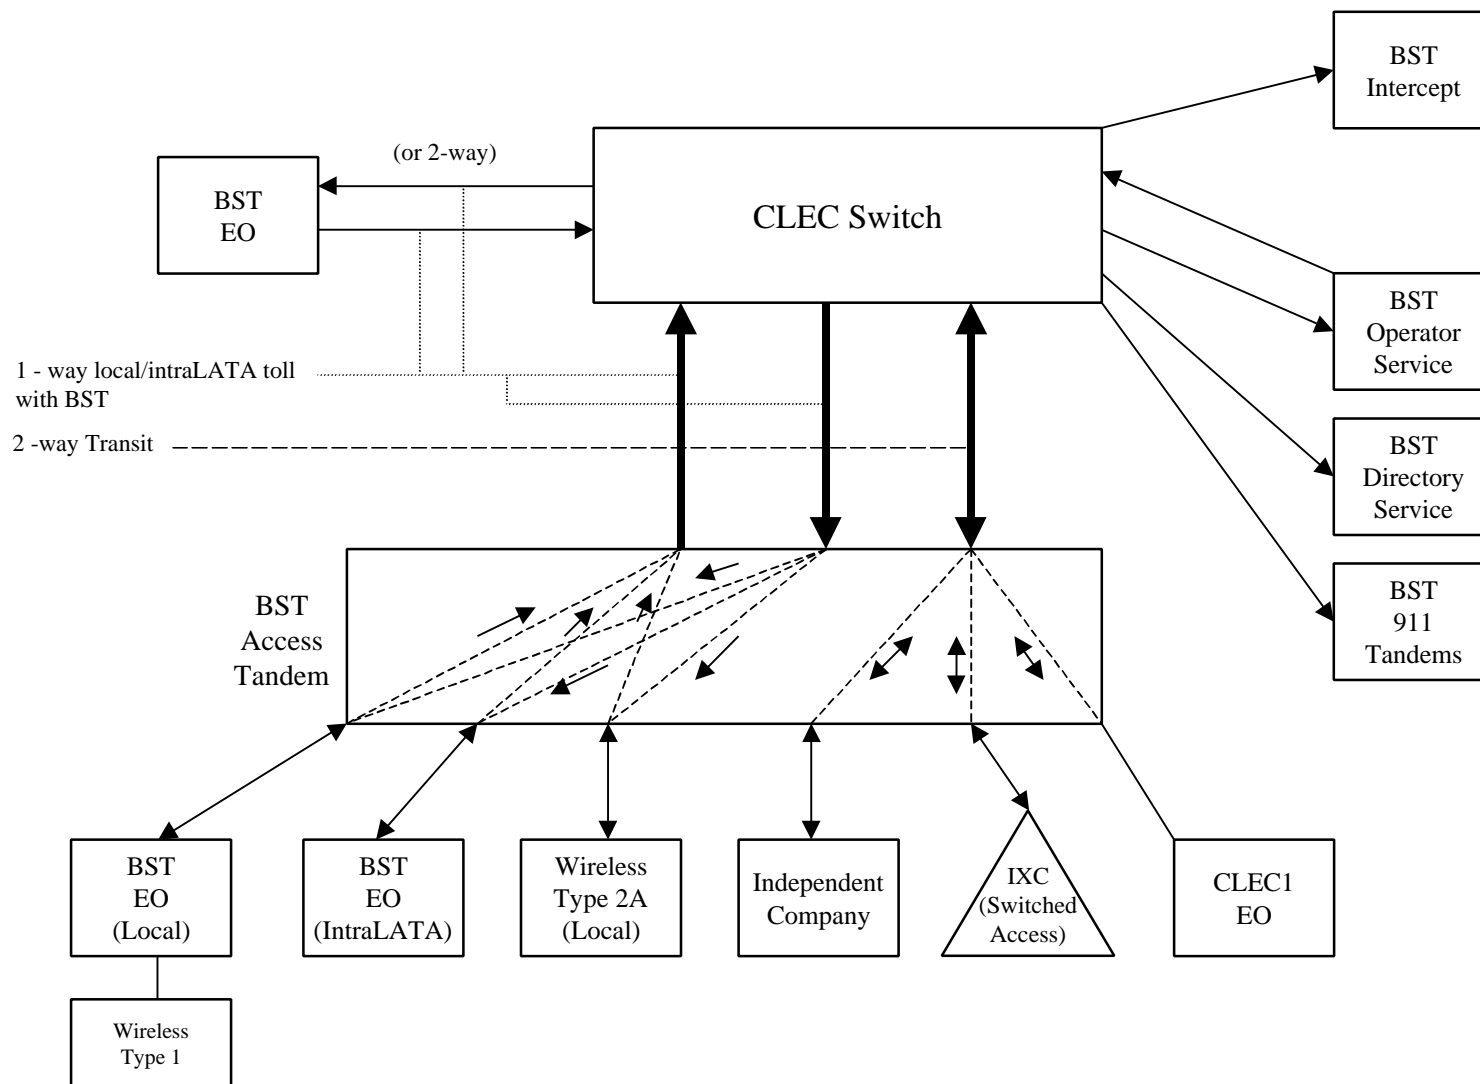 BST
Intercept
(or 2-way)
BST
EO
CLEC Switch
BST
Operator
Service
1 - way local/intraLATA toll
with BST
2 -way Transit
BST
Directory
Service
BST
911
Tandems
BST
Access
Tandem
BST
EO
(Local)
BST
EO
(IntraLATA)
Wireless
Type 2A
(Local)
Independent
Company
IXC
(Switched
Access)
CLEC1
EO
Wireless
Type 1